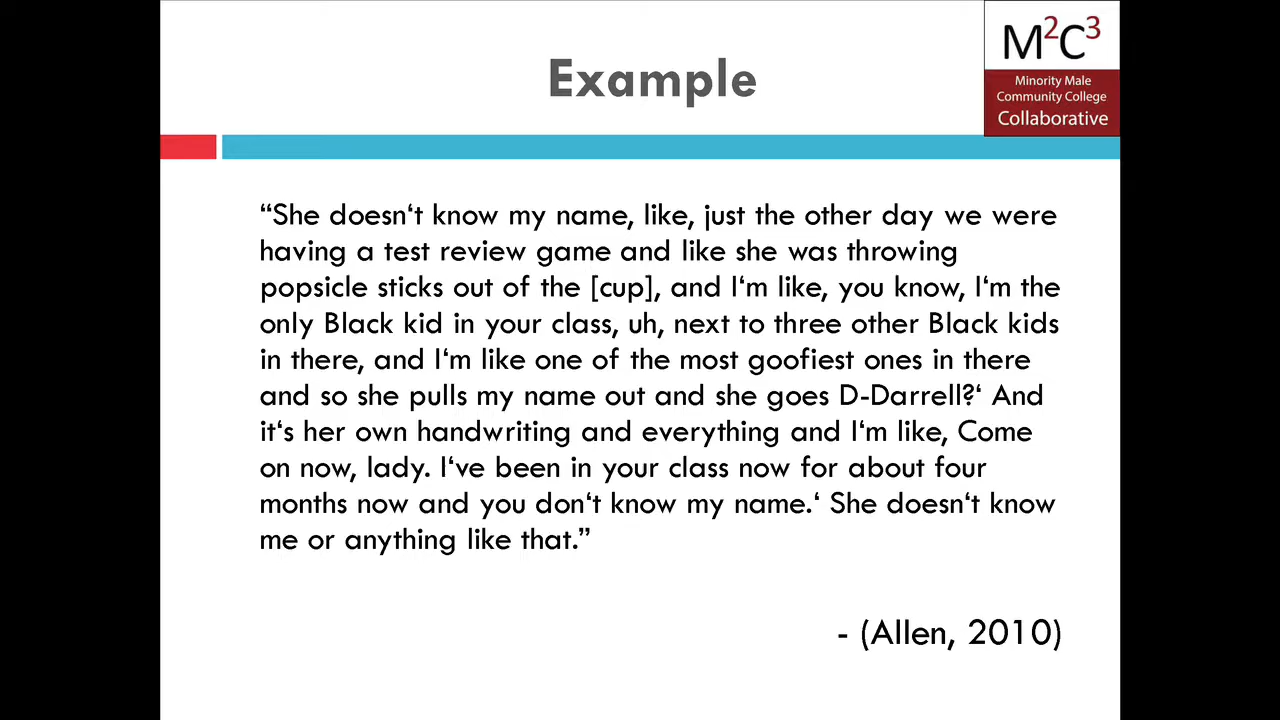 Example
M2C3
Minority Male
Community College
Collaborative
“She doesn‘t know my name, like, just the other day we were
having a test review game and like she was throwing
popsicle sticks out of the [cup], and I‘m like, you know, I‘m the
only Black kid in your class, uh, next to three other Black kids
in there, and I‘m like one of the most goofiest ones in there
and so she pulls my name out and she goes D-Darrell?‘ And
it‘s her own handwriting and everything and I‘m like, Come
on now, lady. I‘ve been in your class now for about four
months now and you don‘t know my name.‘ She doesn‘t know
me or anything like that.”
- (Allen, 2010)